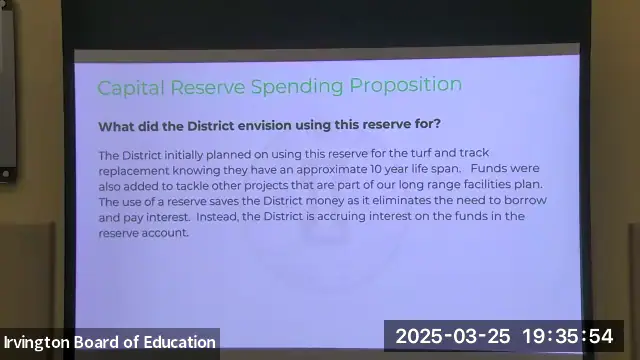 Capital Reserve Spending Proposition
What did the District envision using this reserve for?
The District initially planned on using this reserve for the turf and track
replacement knowing they have an approximate 10 year life span. Funds were
also added to tackle other projects that are part of our long range facilities plan.
The use of a reserve saves the District money as it eliminates the need to borrow
and pay interest. Instead, the District is accruing interest on the funds in the
reserve account.
Irvington Board of Education
2025-03-25 19:35:54